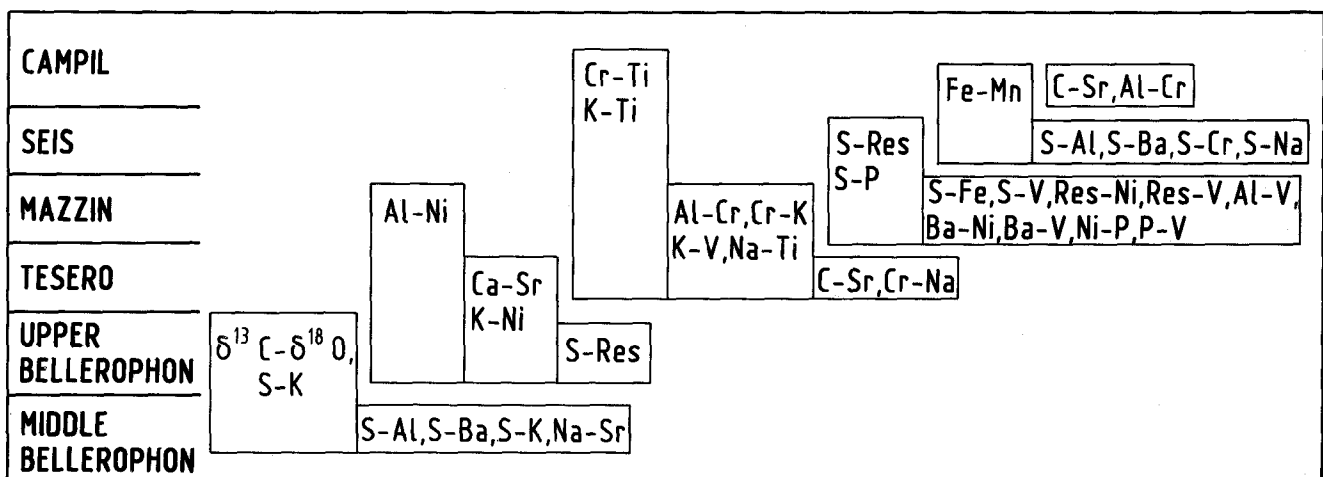 CAMPIL
SEIS
MAZZIN
TESERO
UPPER
BELLEROPHON
MIDDLE
BELLEROPHON
δ¹³ C-δ¹⁸ O,
S-K
S-Al,S-Ba,S-K,Na-Sr
Al-Ni
Ca-Sr
K-Ni
S-Res
Cr-Ti
K-Ti
Al-Cr,Cr-K
K-V,Na-Ti
C-Sr,Cr-Na
S-Res
S-P
S-Fe,S-V,Res-Ni,Res-V,Al-V,
Ba-Ni,Ba-V,Ni-P,P-V
Fe-Mn
C-Sr,Al-Cr
S-Al,S-Ba,S-Cr,S-Na